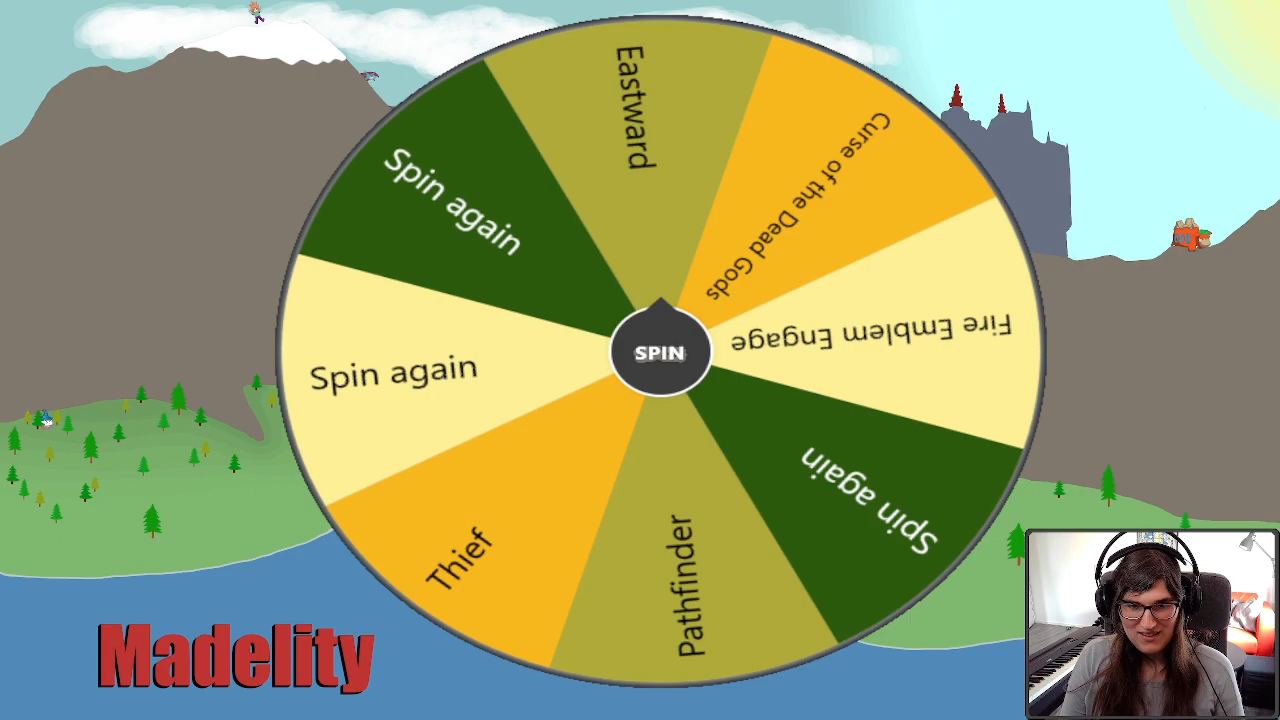 Eastward
Curse of the Dead Gods
Fire Emblem Engage
Spin again
Pathfinder
Thief
Spin again
Spin again
SPIN
Madelity